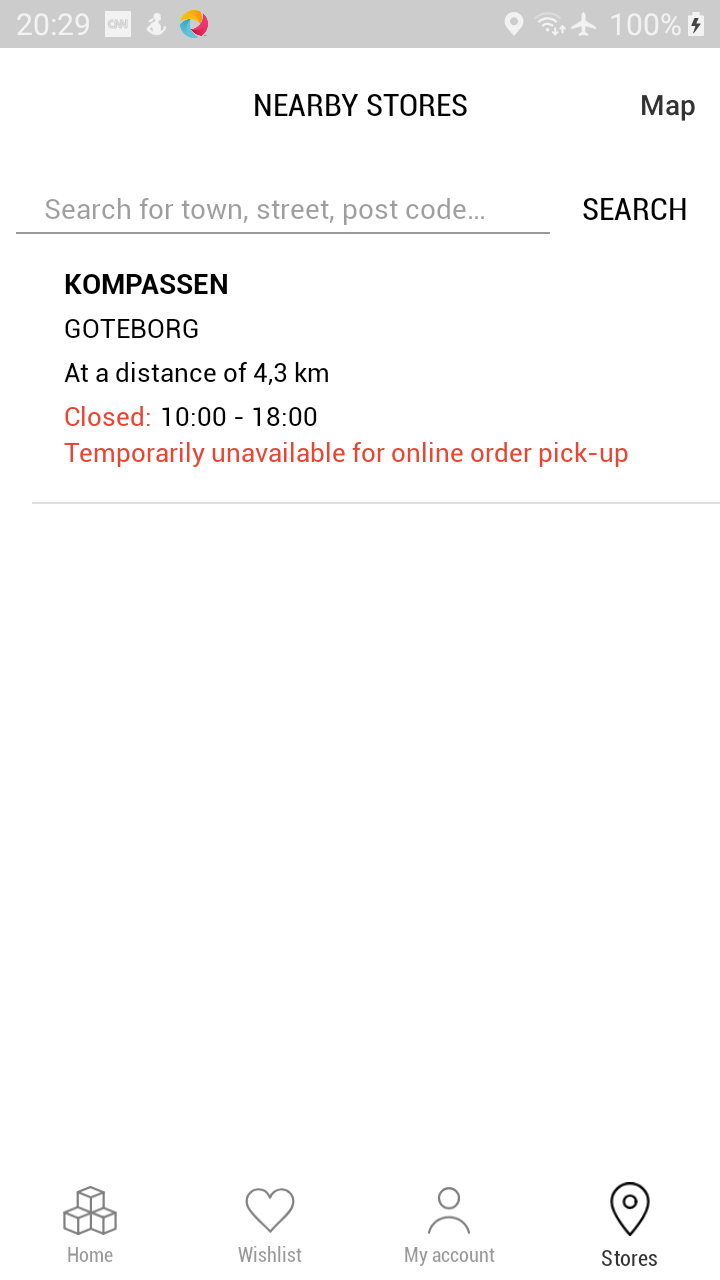 20:29 CNN 100%
NEARBY STORES Map
Search for town, street, post code... SEARCH
KOMPASSEN
GOTEBORG
At a distance of 4,3 km
Closed: 10:00 - 18:00
Temporarily unavailable for online order pick-up
Home Wishlist My account Stores